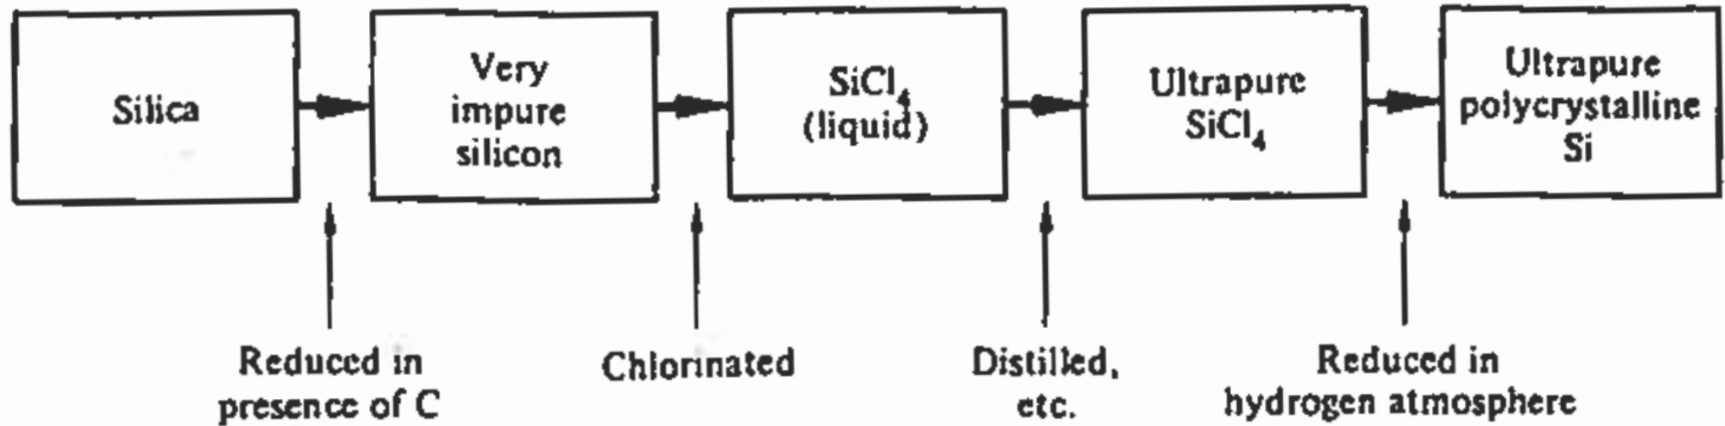 Silica
Very
impure
silicon
SiCl₄
(liquid)
Ultrapure
SiCl₄
Ultrapure
polycrystalline
Si
Reduced in
presence of C
Chlorinated
Distilled,
etc.
Reduced in
hydrogen atmosphere